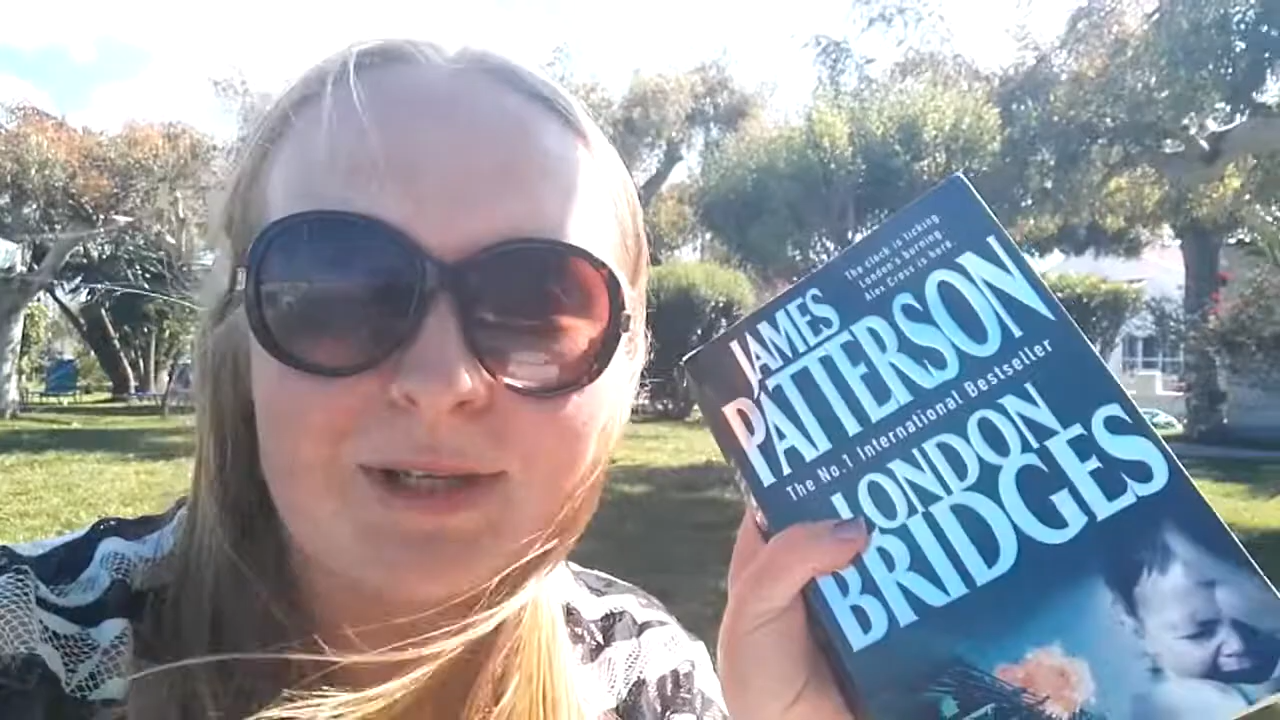 The clock is ticking.
London's burning.
Alex Cross is here.
JAMES
PATTERSON
The No.1 International Bestseller
LONDON
BRIDGES